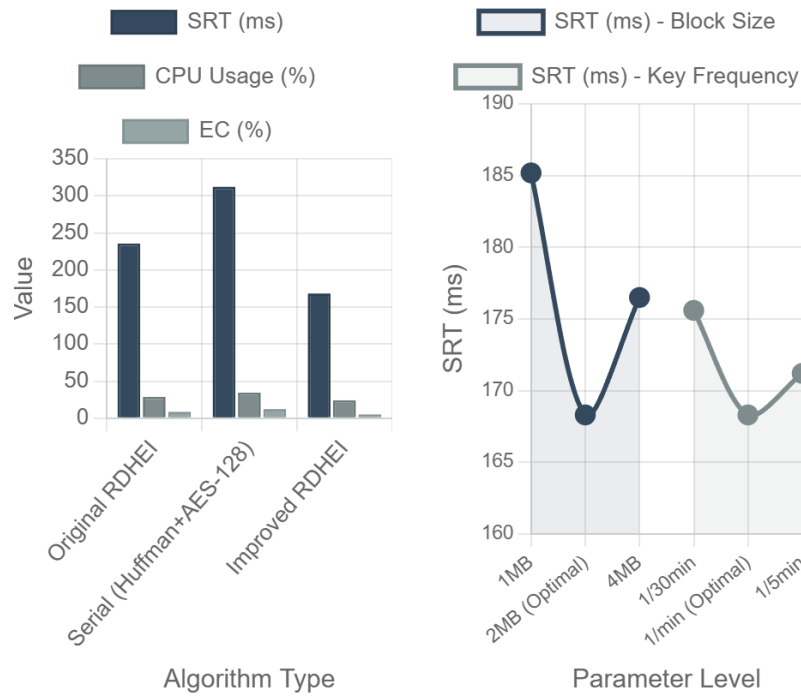 SRT (ms)
CPU Usage (%)
EC (%)
350
300
250
200
150
100
50
0
Value
Original RDHEI
Serial (Huffman+AES-128)
Improved RDHEI
Algorithm Type
SRT (ms) - Block Size
SRT (ms) - Key Frequency
190
185
180
175
170
165
160
SRT (ms)
1MB
2MB (Optimal)
4MB
1/30min
1/min (Optimal)
1/5min
Parameter Level